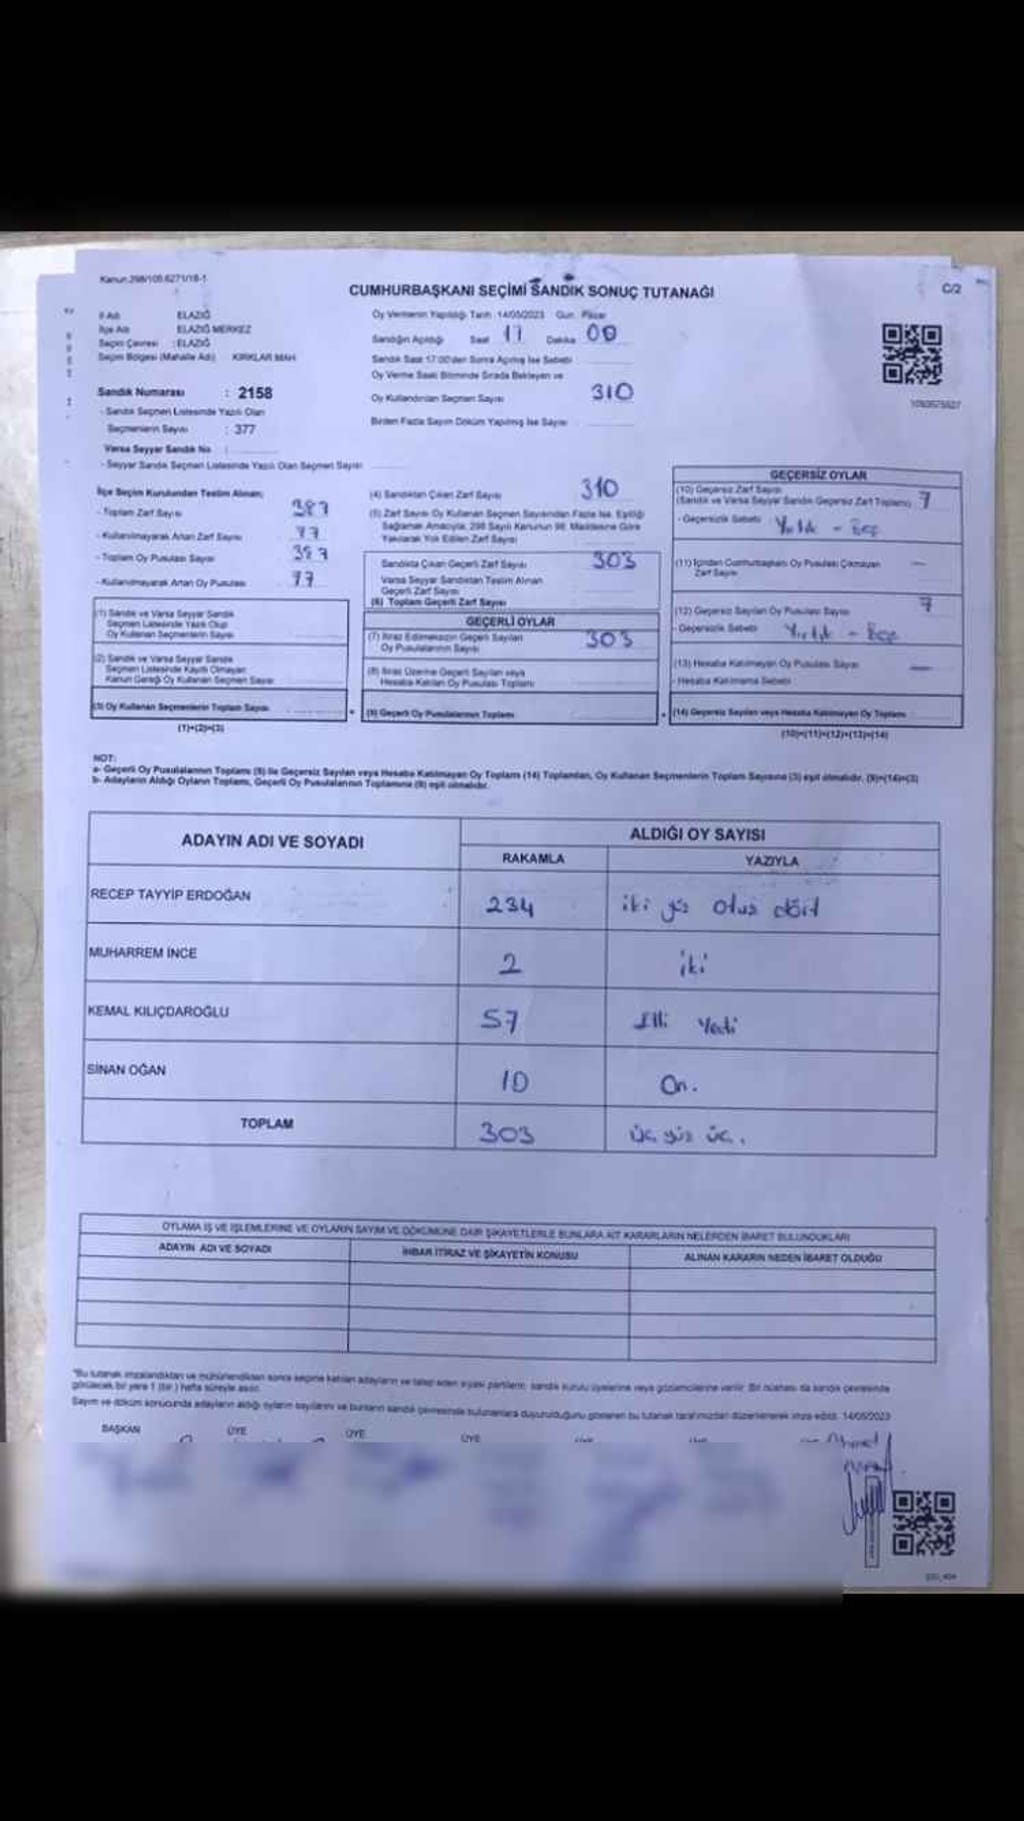 Kanun:298/105.6271/18-1
CUMHURBAŞKANI SEÇİMİ SANDIK SONUÇ TUTANAĞI
C/2
İl Adı ELAZIĞ
İlçe Adı ELAZIĞ MERKEZ
Seçim Çevresi : ELAZIĞ
Seçim Bölgesi (Mahalle Adı) KIRKLAR MAH
Sandık Numarası : 2158
- Sandık Seçmen Listesinde Yazılı Olan
Seçmenlerin Sayısı : 377
Varsa Seyyar Sandık No :
- Seyyar Sandık Seçmen Listesinde Yazılı Olan Seçmen Sayısı
Oy Vermenin Yapıldığı Tarih :14/05/2023 Gün: Pazar
Sandığın Açıldığı Saat 17 Dakika 00
Sandık Saat 17:00'den Sonra Açılmış İse Sebebi
Oy Verme Saati Bitiminde Sırada Bekleyen ve
Oy Kullandırılan Seçmen Sayısı 310
Birden Fazla Sayım Döküm Yapılmış İse Sayısı
İlçe Seçim Kurulundan Teslim Alınan;
- Toplam Zarf Sayısı 387
- Kullanılmayarak Artan Zarf Sayısı 77
- Toplam Oy Pusulası Sayısı 387
- Kullanılmayarak Artan Oy Pusulası 77
(1) Sandık ve Varsa Seyyar Sandık
Seçmen Listesinde Yazılı Olup
Oy Kullanan Seçmenlerin Sayısı
(2) Sandık ve Varsa Seyyar Sandık
Seçmen Listesinde Kayıtlı Olmayan
Kanun Gereği Oy Kullanan Seçmen Sayısı
(3) Oy Kullanan Seçmenlerin Toplam Sayısı
(1)+(2)=(3)
(4) Sandıktan Çıkan Zarf Sayısı 310
(5) Zarf Sayısı Oy Kullanan Seçmen Sayısından Fazla İse, Eşitliği
Sağlamak Amacıyla, 298 Sayılı Kanunun 98. Maddesine Göre
Yakılarak Yok Edilen Zarf Sayısı
Sandıkta Çıkan Geçerli Zarf Sayısı 303
Varsa Seyyar Sandıktan Teslim Alınan
Geçerli Zarf Sayısı
(6) Toplam Geçerli Zarf Sayısı
GEÇERLİ OYLAR
(7) İtiraz Edilmeksizin Geçerli Sayılan
Oy Pusulalarının Sayısı 303
(8) İtiraz Üzerine Geçerli Sayılan veya
Hesaba Katılan Oy Pusulası Toplamı
(9) Geçerli Oy Pusulalarının Toplamı
GEÇERSİZ OYLAR
(10) Geçersiz Zarf Sayısı
(Sandık ve Varsa Seyyar Sandık Geçersiz Zarf Toplamı) 7
- Geçersizlik Sebebi Yırtık - Boş
(11) İçinden Cumhurbaşkanı Oy Pusulası Çıkmayan
Zarf Sayısı —
(12) Geçersiz Sayılan Oy Pusulası Sayısı 7
- Geçersizlik Sebebi Yırtık - Boş
(13) Hesaba Katılmayan Oy Pusulası Sayısı —
- Hesaba Katılmama Sebebi
(14) Geçersiz Sayılan veya Hesaba Katılmayan Oy Toplamı
(10)+(11)+(12)+(13)=(14)
NOT:
a- Geçerli Oy Pusulalarının Toplamı (9) ile Geçersiz Sayılan veya Hesaba Katılmayan Oy Toplamı (14) Toplamları, Oy Kullanan Seçmenlerin Toplam Sayısına (3) eşit olmalıdır. (9)+(14)=(3)
b- Adayların Aldığı Oyların Toplamı, Geçerli Oy Pusulalarının Toplamına (9) eşit olmalıdır.
ADAYIN ADI VE SOYADI ALDIĞI OY SAYISI
RAKAMLA YAZIYLA
RECEP TAYYİP ERDOĞAN 234 iki yüz otuz dört
MUHARREM İNCE 2 iki
KEMAL KILIÇDAROĞLU 57 Elli Yedi
SİNAN OĞAN 10 On.
TOPLAM 303 üç yüz üç.
OYLAMA İŞ VE İŞLEMLERİNE VE OYLARIN SAYIM VE DÖKÜMÜNE DAİR ŞİKAYETLERLE BUNLARA AİT KARARLARIN NELERDEN İBARET BULUNDUKLARI
ADAYIN ADI VE SOYADI İHBAR İTİRAZ VE ŞİKAYETİN KONUSU ALINAN KARARIN NEDEN İBARET OLDUĞU
"Bu tutanak imzalandıktan ve mühürlendikten sonra seçime katılan adayların ve talep eden siyasi partilerin, sandık kurulu üyelerine veya gözlemcilerine verilir. Bir nüshası da sandık çevresinde
görülecek bir yere 1 (bir) hafta süreyle asılır.
Sayım ve döküm sonucunda adayların aldığı oyların sayılarını ve bunların sandık çevresinde bulunanlara duyurulduğunu gösteren bu tutanak tarafımızdan düzenlenerek imza edildi. 14/05/2023
BAŞKAN ÜYE ÜYE ÜYE
Ahmet